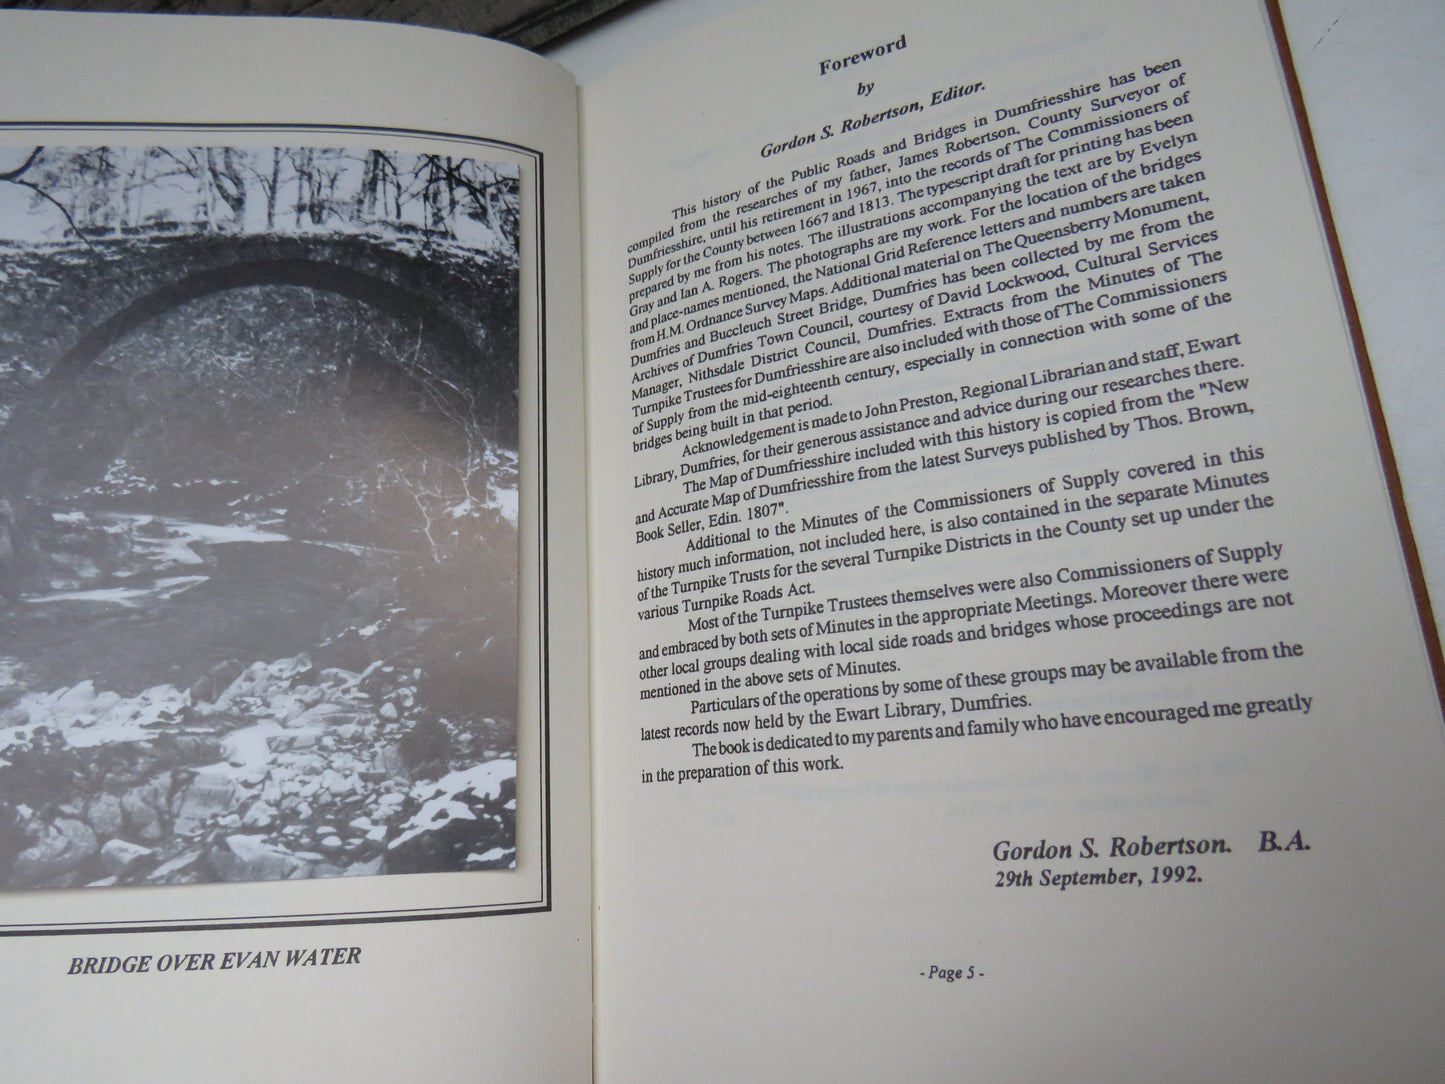 BRIDGE OVER EVAN WATER
Foreword
by
Gordon S. Robertson, Editor.
This history of the Public Roads and Bridges in Dumfriesshire has been
compiled from the researches of my father, James Robertson, County Surveyor of
Dumfriesshire, until his retirement in 1967, into the records of The Commissioners of
Supply for the County between 1667 and 1813. The typescript draft for printing has been
prepared by me from his notes. The illustrations accompanying the text are by Evelyn
Gray and Ian A. Rogers. The photographs are my work. For the location of the bridges
and place-names mentioned, the National Grid Reference letters and numbers are taken
from H.M. Ordnance Survey Maps. Additional material on The Queensberry Monument,
Dumfries and Buccleuch Street Bridge, Dumfries has been collected by me from the
Archives of Dumfries Town Council, courtesy of David Lockwood, Cultural Services
Manager, Nithsdale District Council, Dumfries. Extracts from the Minutes of The
Turnpike Trustees for Dumfriesshire are also included with those of The Commissioners
of Supply from the mid-eighteenth century, especially in connection with some of the
bridges being built in that period.
Acknowledgement is made to John Preston, Regional Librarian and staff, Ewart
Library, Dumfries, for their generous assistance and advice during our researches there.
The Map of Dumfriesshire included with this history is copied from the "New
and Accurate Map of Dumfriesshire from the latest Surveys published by Thos. Brown,
Book Seller, Edin. 1807".
Additional to the Minutes of the Commissioners of Supply covered in this
history much information, not included here, is also contained in the separate Minutes
of the Turnpike Trusts for the several Turnpike Districts in the County set up under the
various Turnpike Roads Act.
Most of the Turnpike Trustees themselves were also Commissioners of Supply
and embraced by both sets of Minutes in the appropriate Meetings. Moreover there were
other local groups dealing with local side roads and bridges whose proceedings are not
mentioned in the above sets of Minutes.
Particulars of the operations by some of these groups may be available from the
latest records now held by the Ewart Library, Dumfries.
The book is dedicated to my parents and family who have encouraged me greatly
in the preparation of this work.
Gordon S. Robertson. B.A.
29th September, 1992.
- Page 5 -